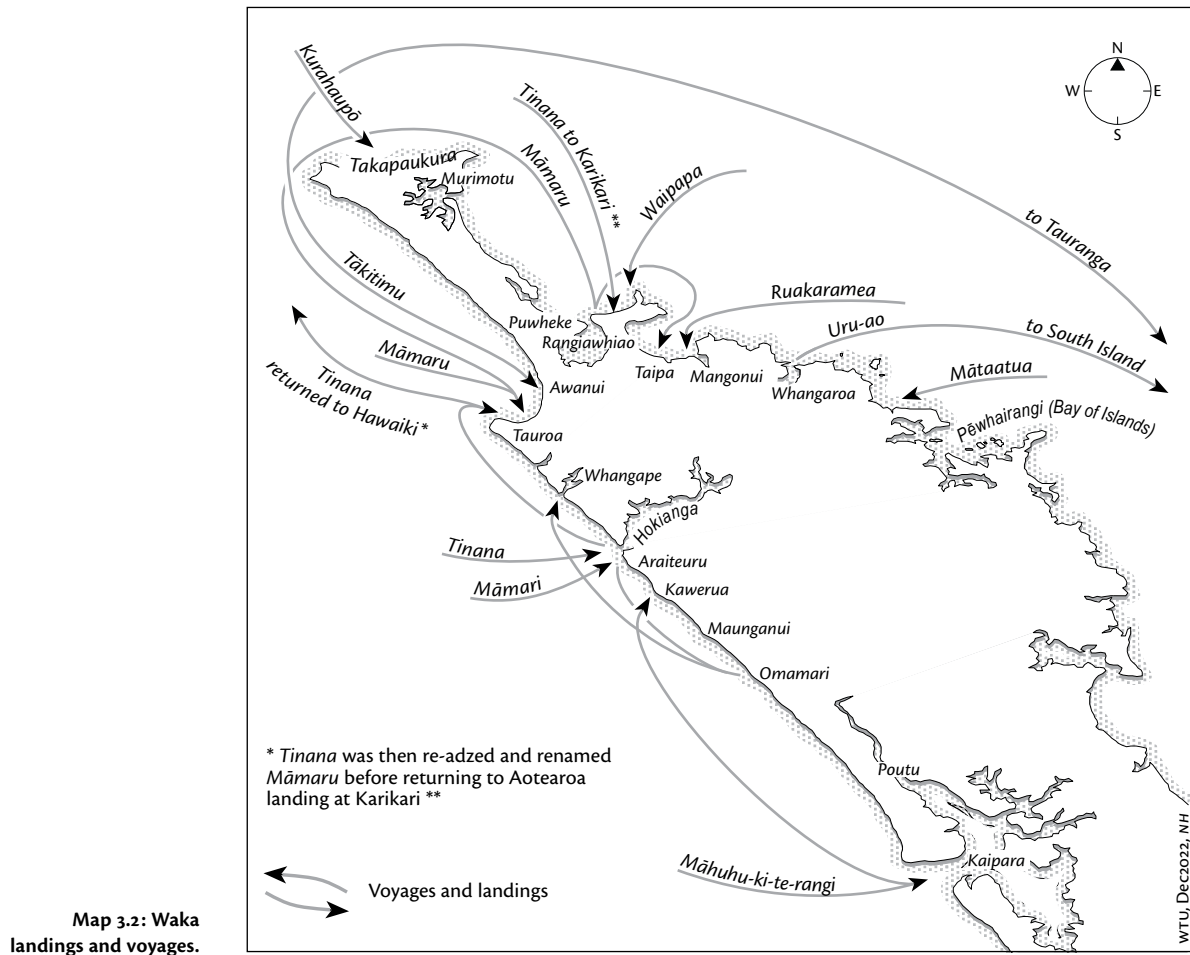 Kurahaupō
Takapaukura
Murimotu
Tinana to Karikari **
Māmaru
Waipapa
N
W
E
S
to Tauranga
Ruakaramea
Uru-ao
to South Island
Mātaatua
Tākitimu
Puwheke
Rangiawhiao
Taipa
Mangonui
Whangaroa
Pēwhairangi (Bay of Islands)
Māmaru
Awanui
Tinana
returned to Hawaiki *
Tauroa
Whangape
Hokianga
Tinana
Araiteuru
Māmari
Kawerua
Maunganui
Omamari
* Tinana was then re-adzed and renamed
Māmaru before returning to Aotearoa
landing at Karikari **
Poutu
Kaipara
Māhuhu-ki-te-rangi
Voyages and landings
WTU, Dec2022, NH
Map 3.2: Waka
landings and voyages.